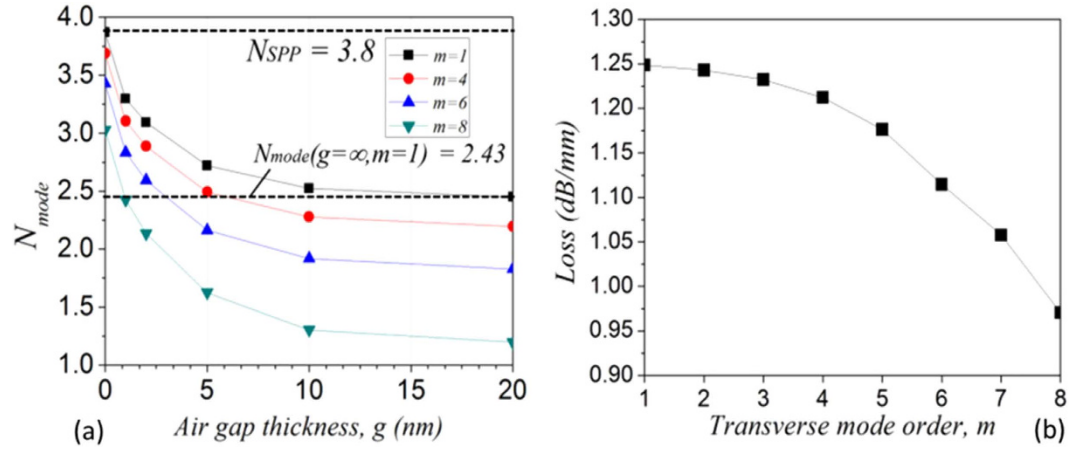 4.0
3.5
3.0
2.5
2.0
1.5
1.0
N_mode
N_SPP = 3.8
m=1
m=4
m=6
m=8
N_mode(g=∞,m=1) = 2.43
0 5 10 15 20
(a) Air gap thickness, g (nm)
1.30
1.25
1.20
1.15
1.10
1.05
1.00
0.95
0.90
Loss (dB/mm)
1 2 3 4 5 6 7 8
Transverse mode order, m (b)